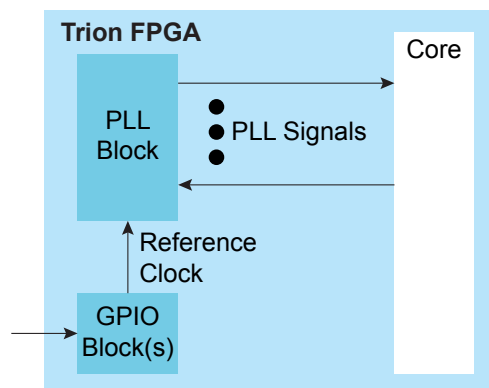 Trion FPGA
Core
PLL
Block
PLL Signals
Reference
Clock
GPIO
Block(s)